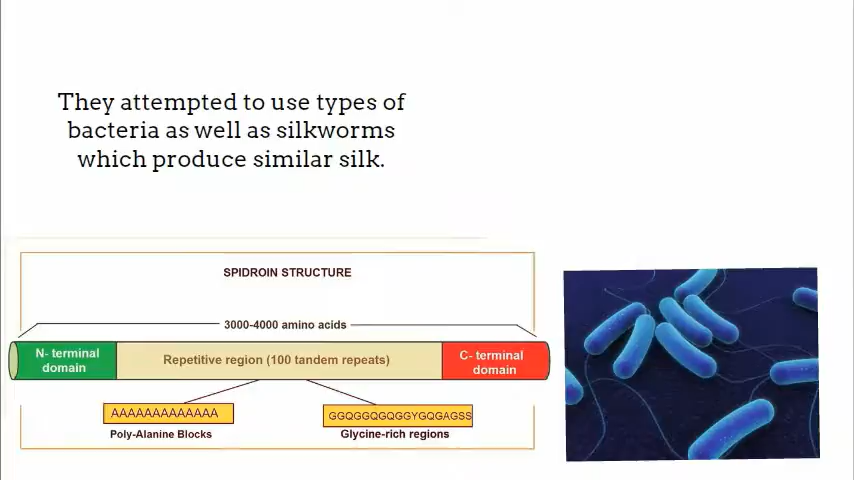 They attempted to use types of
bacteria as well as silkworms
which produce similar silk.
SPIDROIN STRUCTURE
3000-4000 amino acids
N- terminal
domain
Repetitive region (100 tandem repeats)
C- terminal
domain
AAAAAAAAAAAAA
GGQGGQGQGGYGQGAGSS
Poly-Alanine Blocks
Glycine-rich regions